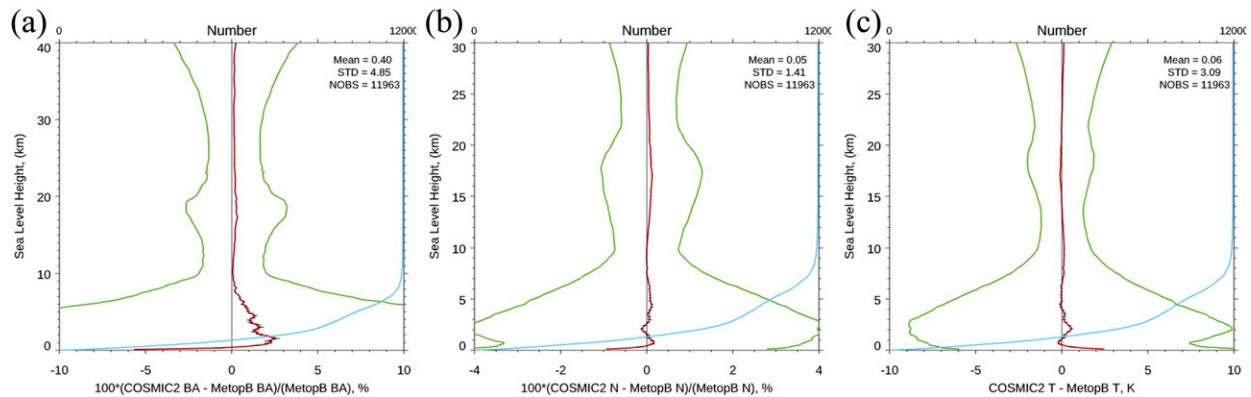 (a)
Number
0
12000
Mean = 0.40
STD = 4.85
NOBS = 11963
Sea Level Height, (km)
40
30
20
10
0
-10 -5 0 5 10
100*(COSMIC2 BA - MetopB BA)/(MetopB BA), %
(b)
Number
0
12000
Mean = 0.05
STD = 1.41
NOBS = 11963
Sea Level Height, (km)
30
25
20
15
10
5
0
-4 -2 0 2 4
100*(COSMIC2 N - MetopB N)/(MetopB N), %
(c)
Number
0
12000
Mean = 0.06
STD = 3.09
NOBS = 11963
Sea Level Height, (km)
30
25
20
15
10
5
0
-10 -5 0 5 10
COSMIC2 T - MetopB T, K